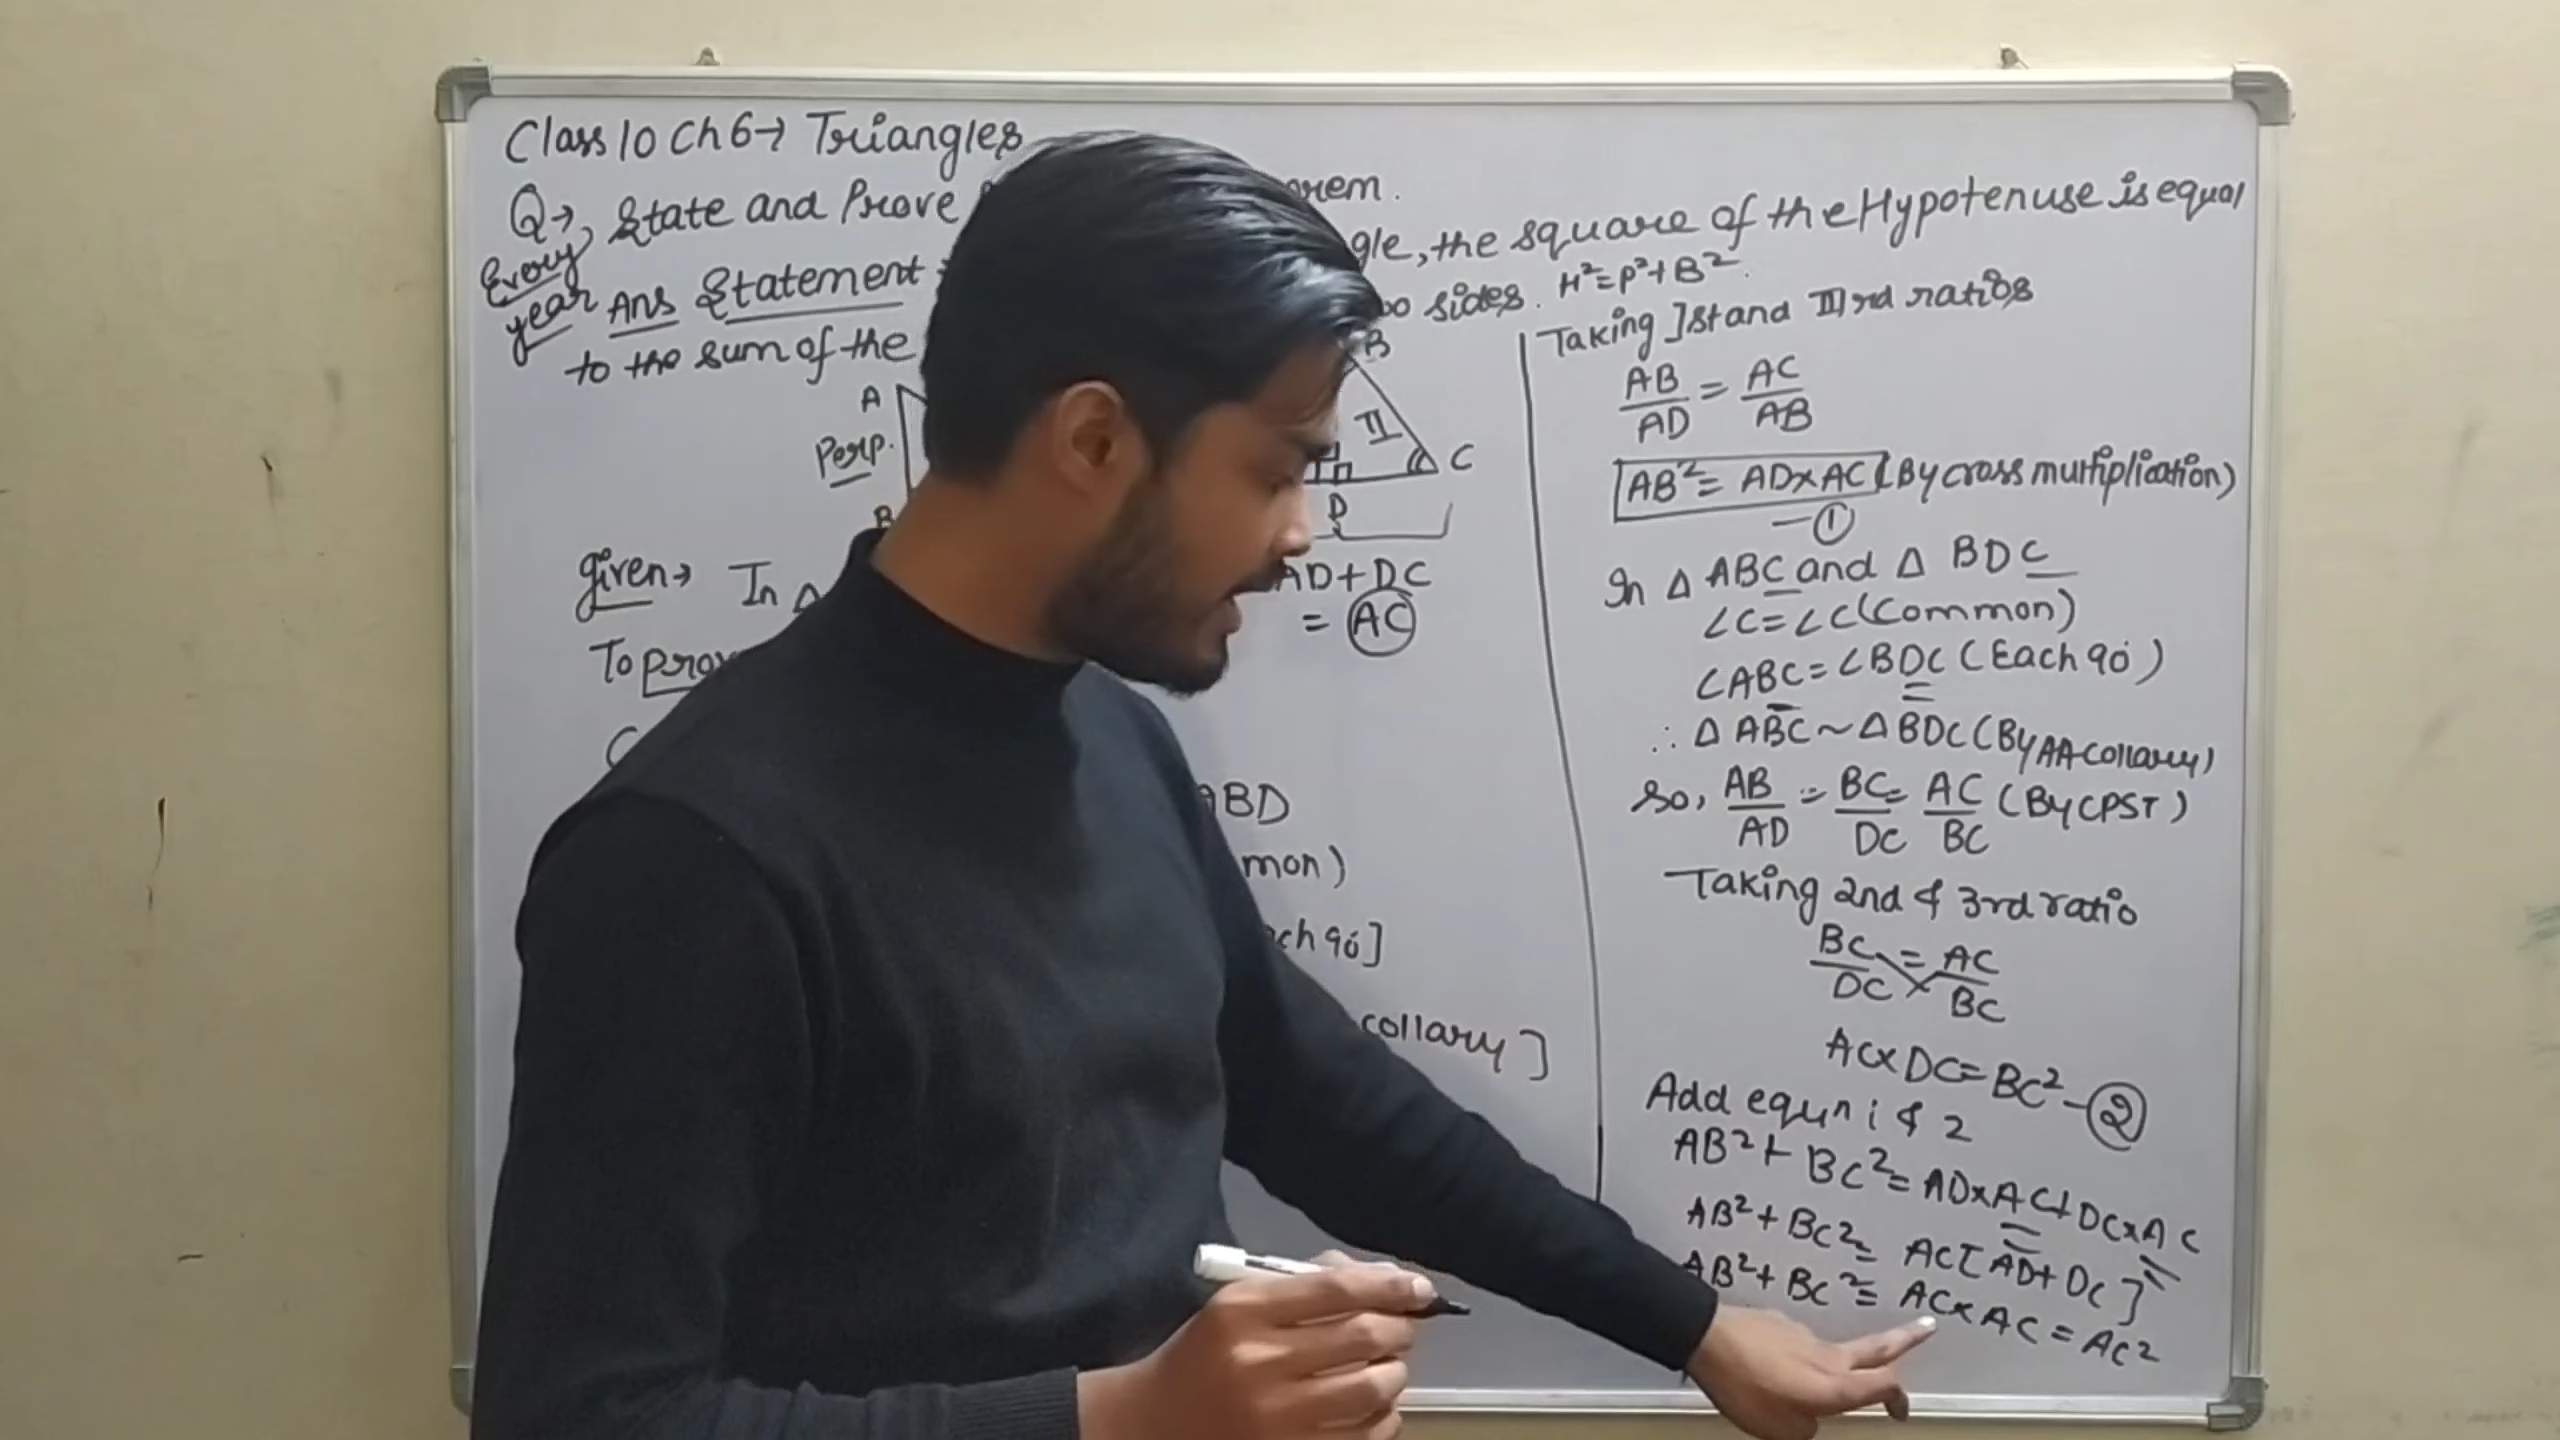 Class 10 Ch 6→ Triangles
Q→ State and Prove orem.
Every year
Ans Statement gle, the square of the Hypotenuse is equal
to the sum of the sides. H²=P²+B².
A
Perp.
B
B
II
C
D
given→ In △ AD+DC
= AC
To prove
ABD
mon)
ch 90°]
collary]
Taking Ist and IIIrd ratios
AB/AD = AC/AB
AB²= AD×AC (By cross multiplication)
—①
In △ ABC and △ BDC
∠C=∠C (Common)
∠ABC=∠BDC (Each 90°)
∴ △ ABC ~ △ BDC (By AA collary)
So, AB/AD = BC/DC = AC/BC (By CPST)
Taking 2nd & 3rd ratio
BC/DC = AC/BC
AC×DC=BC² -②
Add equn i & 2
AB²+BC²= AD×AC+DC×AC
AB²+BC²= AC[AD+DC]
AB²+BC²= AC×AC = AC²